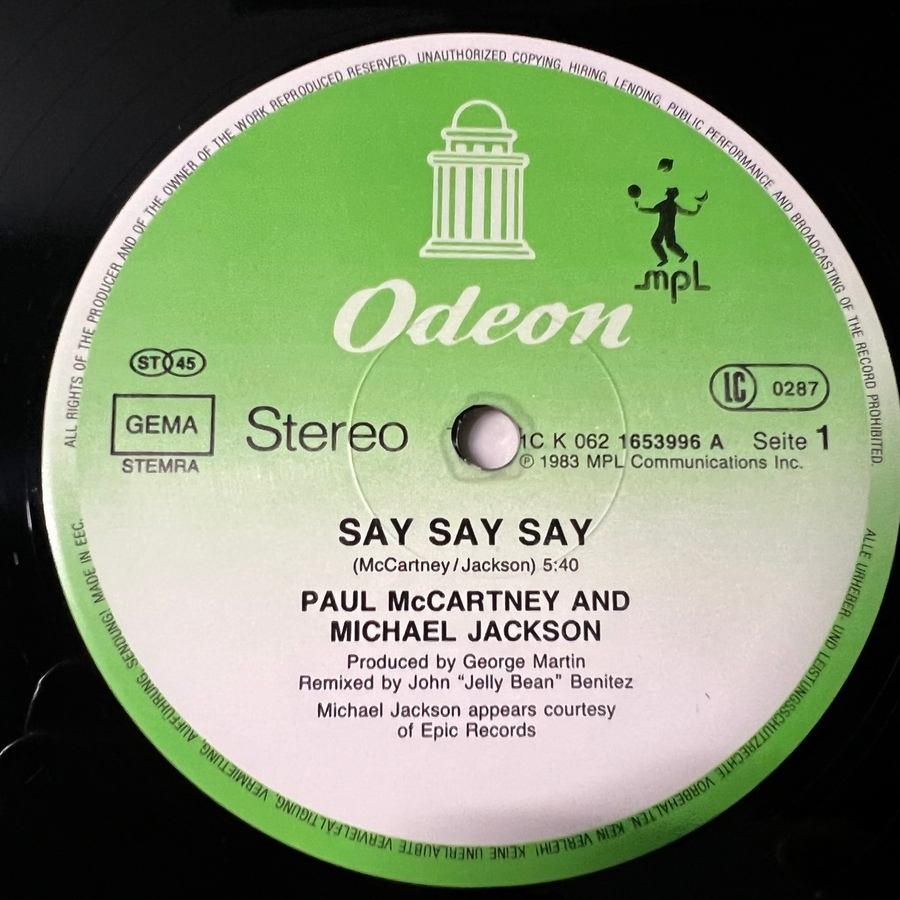 ALL RIGHTS OF THE PRODUCER AND OF THE OWNER OF THE WORK REPRODUCED RESERVED. UNAUTHORIZED COPYING, HIRING, LENDING, PUBLIC PERFORMANCE AND BROADCASTING OF THE RECORD PROHIBITED.
mpL
Odeon
ST 45
LC 0287
GEMA
STEMRA
Stereo
1C K 062 1653996 A Seite 1
℗ 1983 MPL Communications Inc.
SAY SAY SAY
(McCartney/Jackson) 5:40
PAUL McCARTNEY AND
MICHAEL JACKSON
Produced by George Martin
Remixed by John “Jelly Bean” Benitez
Michael Jackson appears courtesy
of Epic Records
ALLE URHEBER- UND LEISTUNGSSCHUTZRECHTE VORBEHALTEN. KEIN VERLEIH! KEINE UNERLAUBTE VERVIELFÄLTIGUNG, VERMIETUNG, AUFFÜHRUNG, SENDUNG! MADE IN EEC.